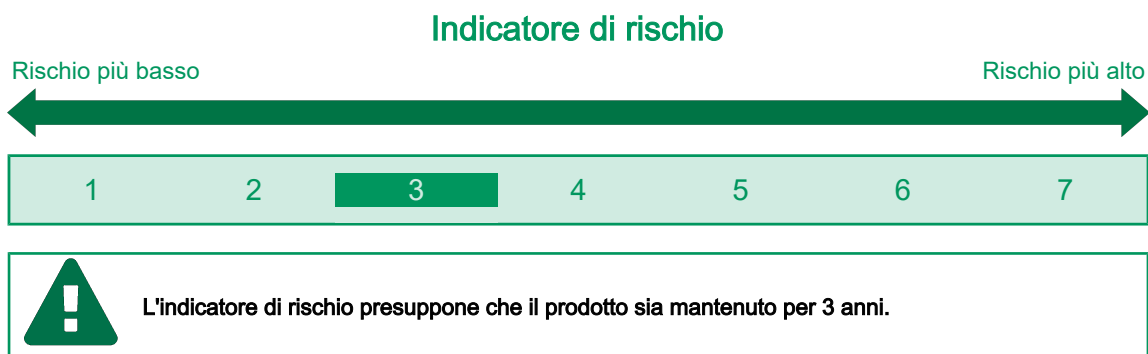 Indicatore di rischio
Rischio più basso Rischio più alto
1 2 3 4 5 6 7
!
L'indicatore di rischio presuppone che il prodotto sia mantenuto per 3 anni.